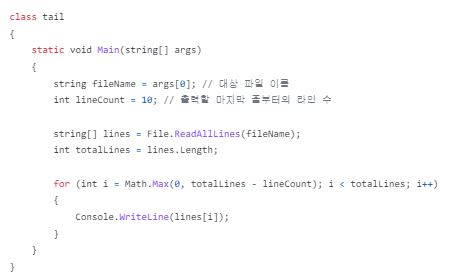 class tail
{
    static void Main(string[] args)
    {
        string fileName = args[0]; // 대상 파일 이름
        int lineCount = 10; // 출력할 마지막 줄부터의 라인 수

        string[] lines = File.ReadAllLines(fileName);
        int totalLines = lines.Length;

        for (int i = Math.Max(0, totalLines - lineCount); i < totalLines; i++)
        {
            Console.WriteLine(lines[i]);
        }
    }
}